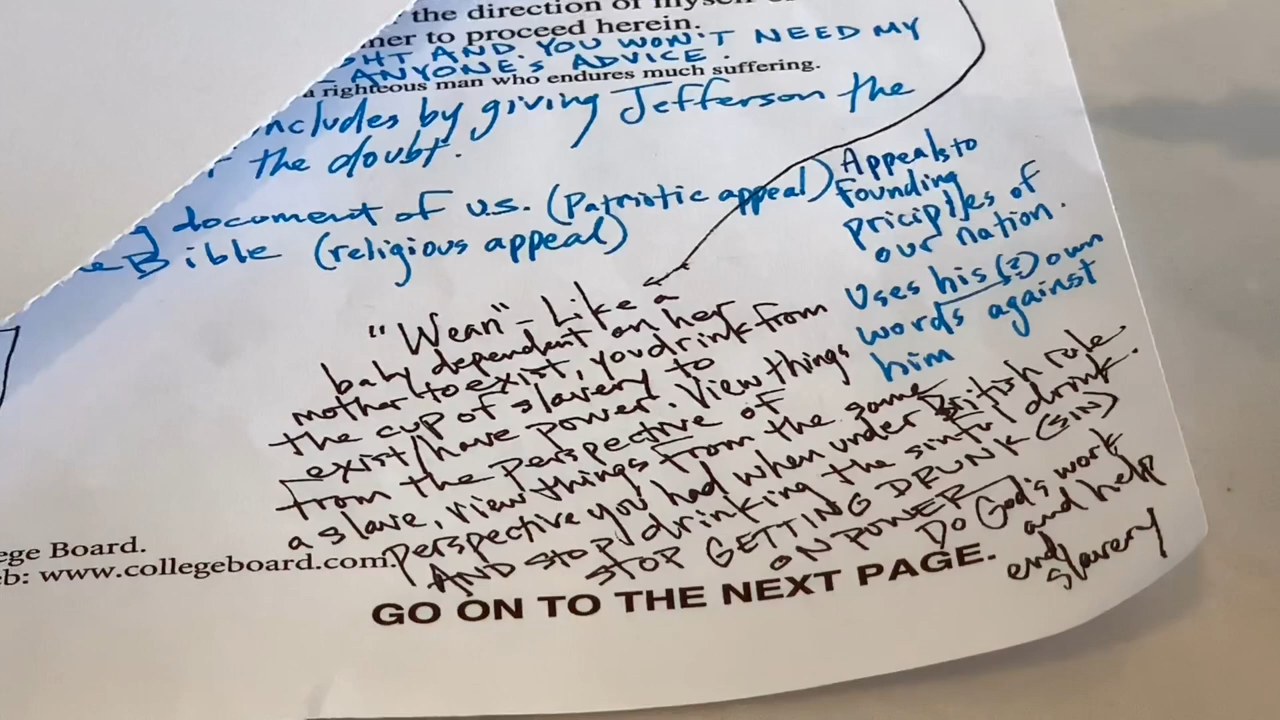 the direction of myself or
ner to proceed herein.
GHT AND YOU WON'T NEED MY
ANYONE'S ADVICE.
a righteous man who endures much suffering.
ncludes by giving Jefferson the
the doubt.
g document of U.S. (Patriotic appeal)
e Bible (religious appeal)
Appeals to
founding
priciples of
our nation.
Uses his (?) own
words against
him
"Wean" - Like a
baby dependent on her
mother to exist, you drink from
the cup of slavery to
exist/have power. View things
from the perspective of
a slave, view things from the same
perspective you had when under British rule.
AND STOP drinking the sinful drink.
STOP GETTING DRUNK (SIN)
ON POWER
Do God's work
and help
end
slavery
ege Board.
b: www.collegeboard.com.
GO ON TO THE NEXT PAGE.